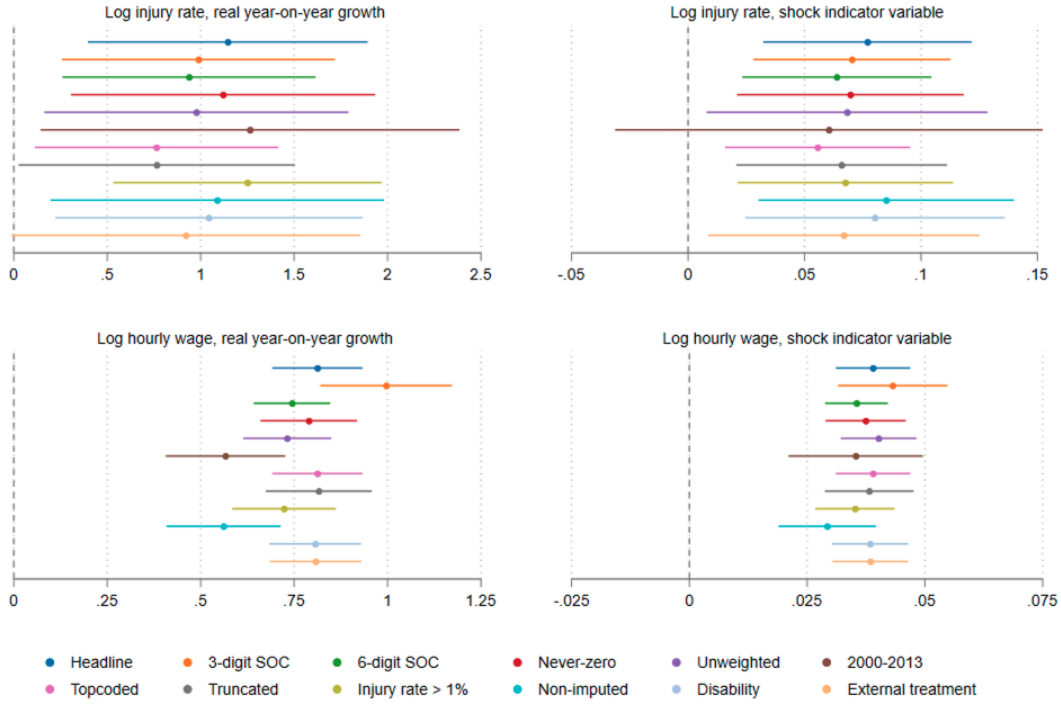 Log injury rate, real year-on-year growth
0 .5 1 1.5 2 2.5
Log injury rate, shock indicator variable
-.05 0 .05 .1 .15
Log hourly wage, real year-on-year growth
0 .25 .5 .75 1 1.25
Log hourly wage, shock indicator variable
-.025 0 .025 .05 .075
Headline 3-digit SOC 6-digit SOC Never-zero Unweighted 2000-2013
Topcoded Truncated Injury rate > 1% Non-imputed Disability External treatment